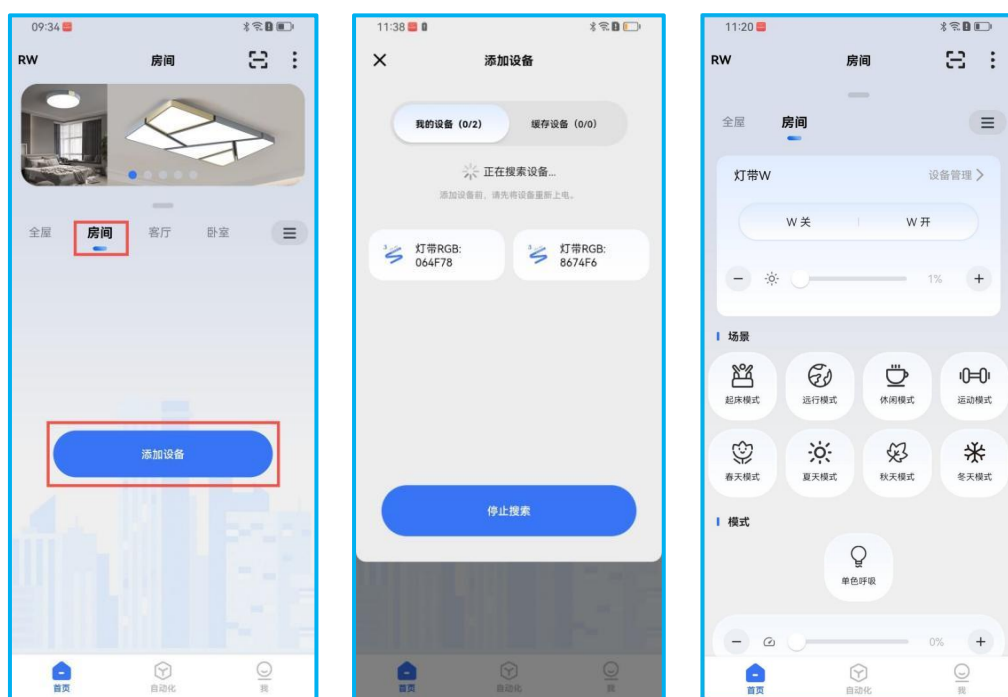 09:34
RW
房间
全屋
房间
客厅
卧室
添加设备
首页
自动化
我
11:38
添加设备
我的设备（0/2）
缓存设备（0/0）
正在搜索设备...
添加设备前，请先将设备重新上电。
灯带RGB:
064F78
灯带RGB:
8674F6
停止搜索
首页
自动化
我
11:20
RW
房间
全屋
房间
灯带W
设备管理
W 关
W 开
1%
场景
起床模式
远行模式
休闲模式
运动模式
春天模式
夏天模式
秋天模式
冬天模式
模式
单色呼吸
0%
首页
自动化
我